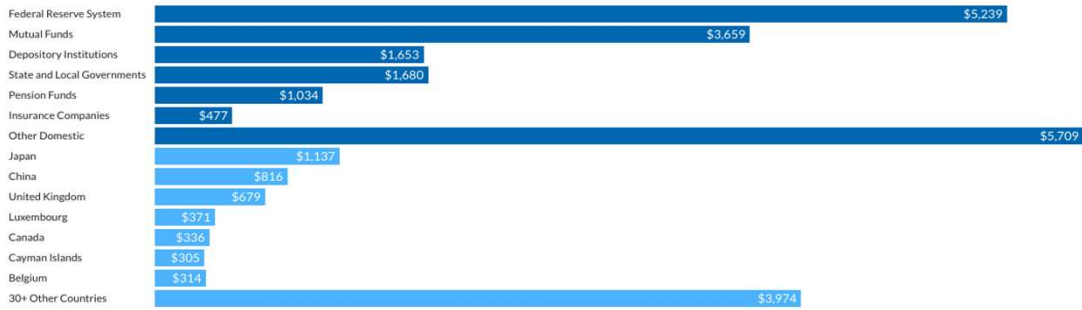 Federal Reserve System $5,239
Mutual Funds $3,659
Depository Institutions $1,653
State and Local Governments $1,680
Pension Funds $1,034
Insurance Companies $477
Other Domestic $5,709
Japan $1,137
China $816
United Kingdom $679
Luxembourg $371
Canada $336
Cayman Islands $305
Belgium $314
30+ Other Countries $3,974